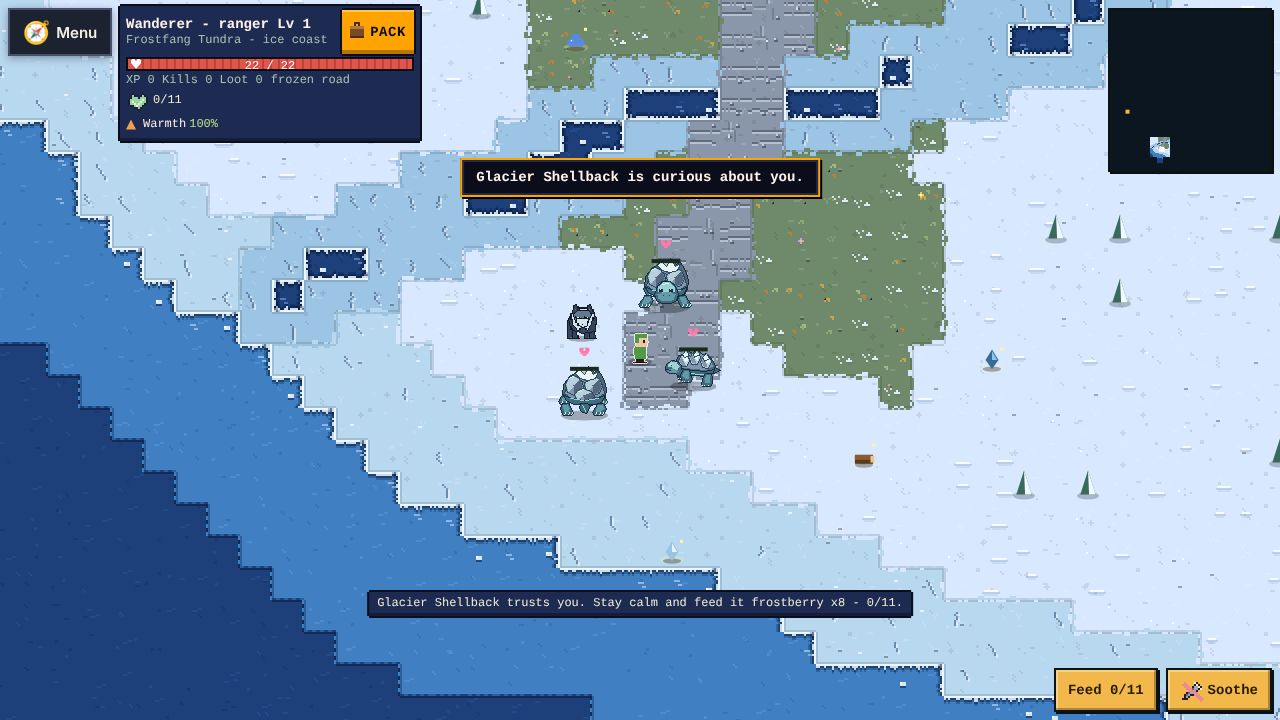 Menu
Wanderer - ranger Lv 1
Frostfang Tundra - ice coast
PACK
22 / 22
XP 0 Kills 0 Loot 0 frozen road
0/11
Warmth 100%
Glacier Shellback is curious about you.
Glacier Shellback trusts you. Stay calm and feed it frostberry x8 - 0/11.
Feed 0/11
Soothe